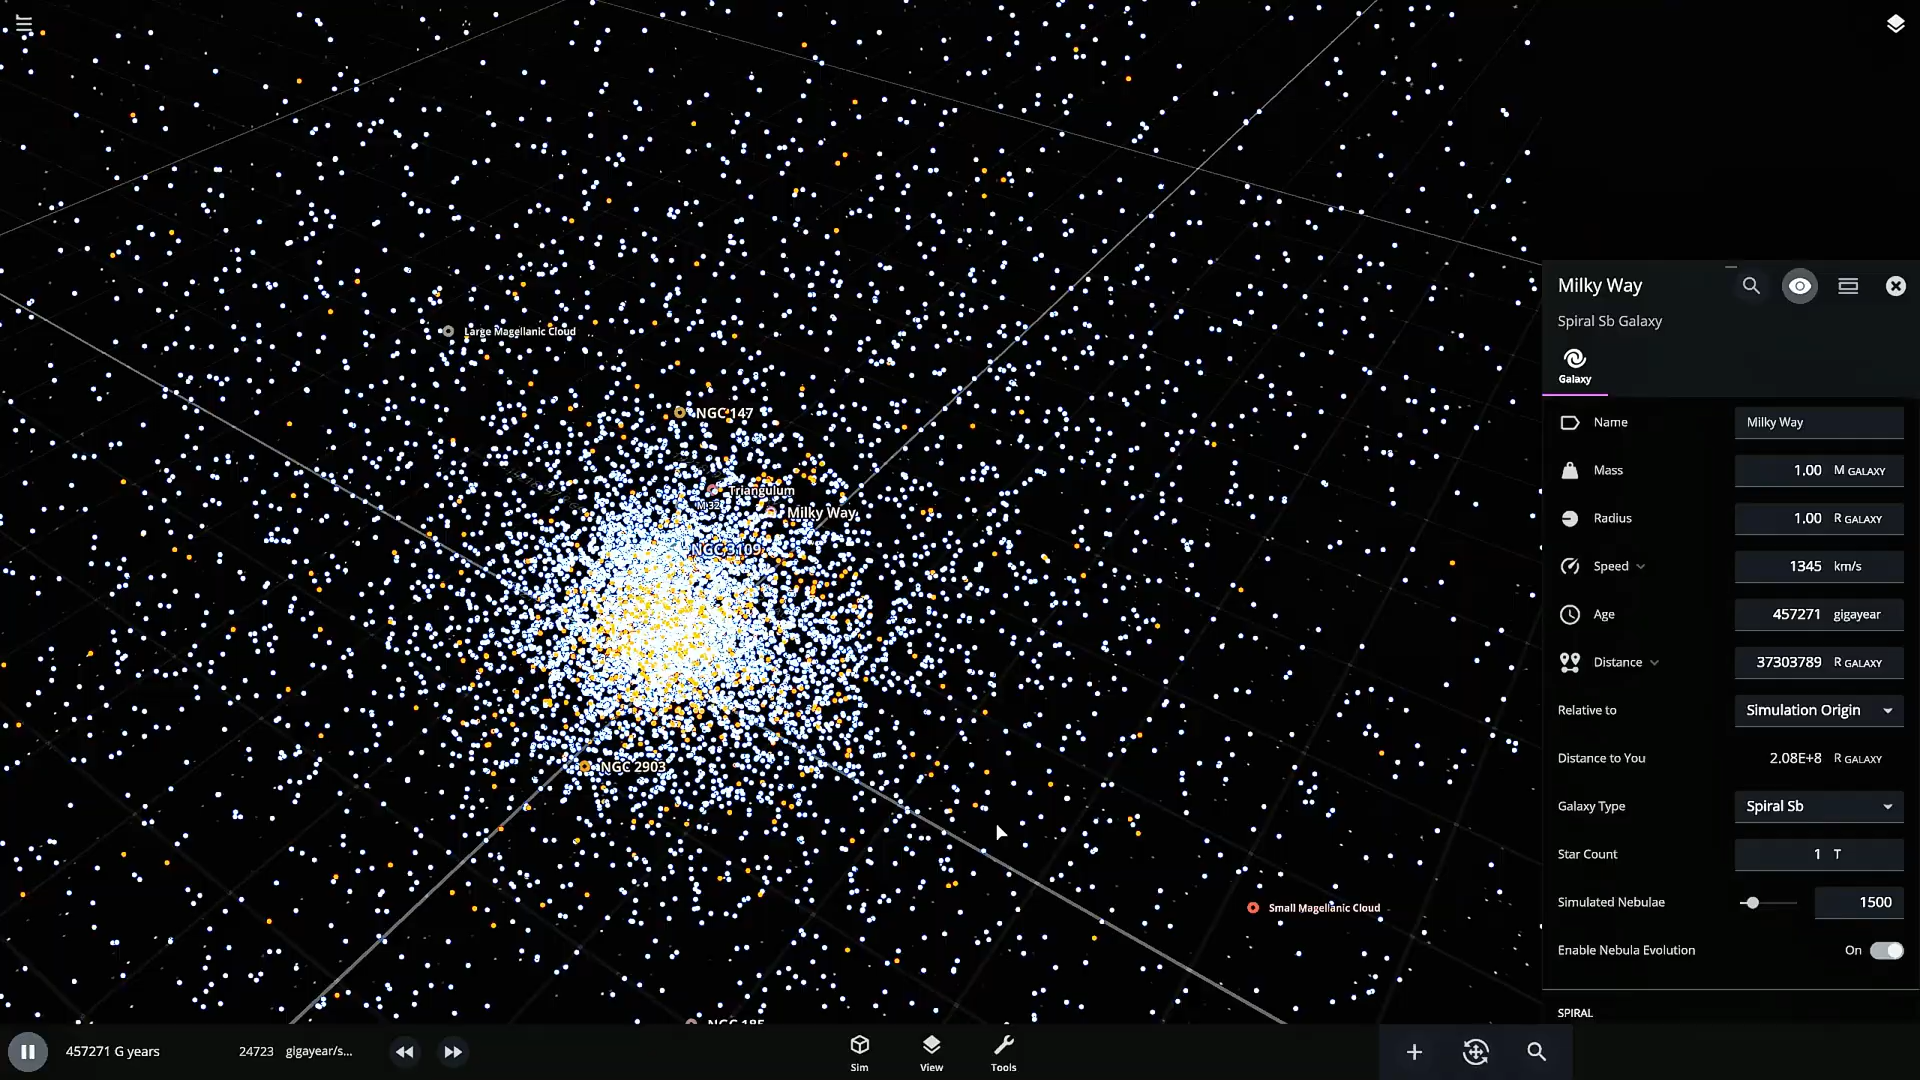 Large Magellanic Cloud
NGC 147
Triangulum
M 32
Milky Way
NGC 3109
NGC 2903
Small Magellanic Cloud
NGC 185
Milky Way
Spiral Sb Galaxy
Galaxy
Name Milky Way
Mass 1.00 M GALAXY
Radius 1.00 R GALAXY
Speed 1345 km/s
Age 457271 gigayear
Distance 37303789 R GALAXY
Relative to Simulation Origin
Distance to You 2.08E+8 R GALAXY
Galaxy Type Spiral Sb
Star Count 1 T
Simulated Nebulae 1500
Enable Nebula Evolution On
SPIRAL
457271 G years 24723 gigayear/s...
Sim View Tools